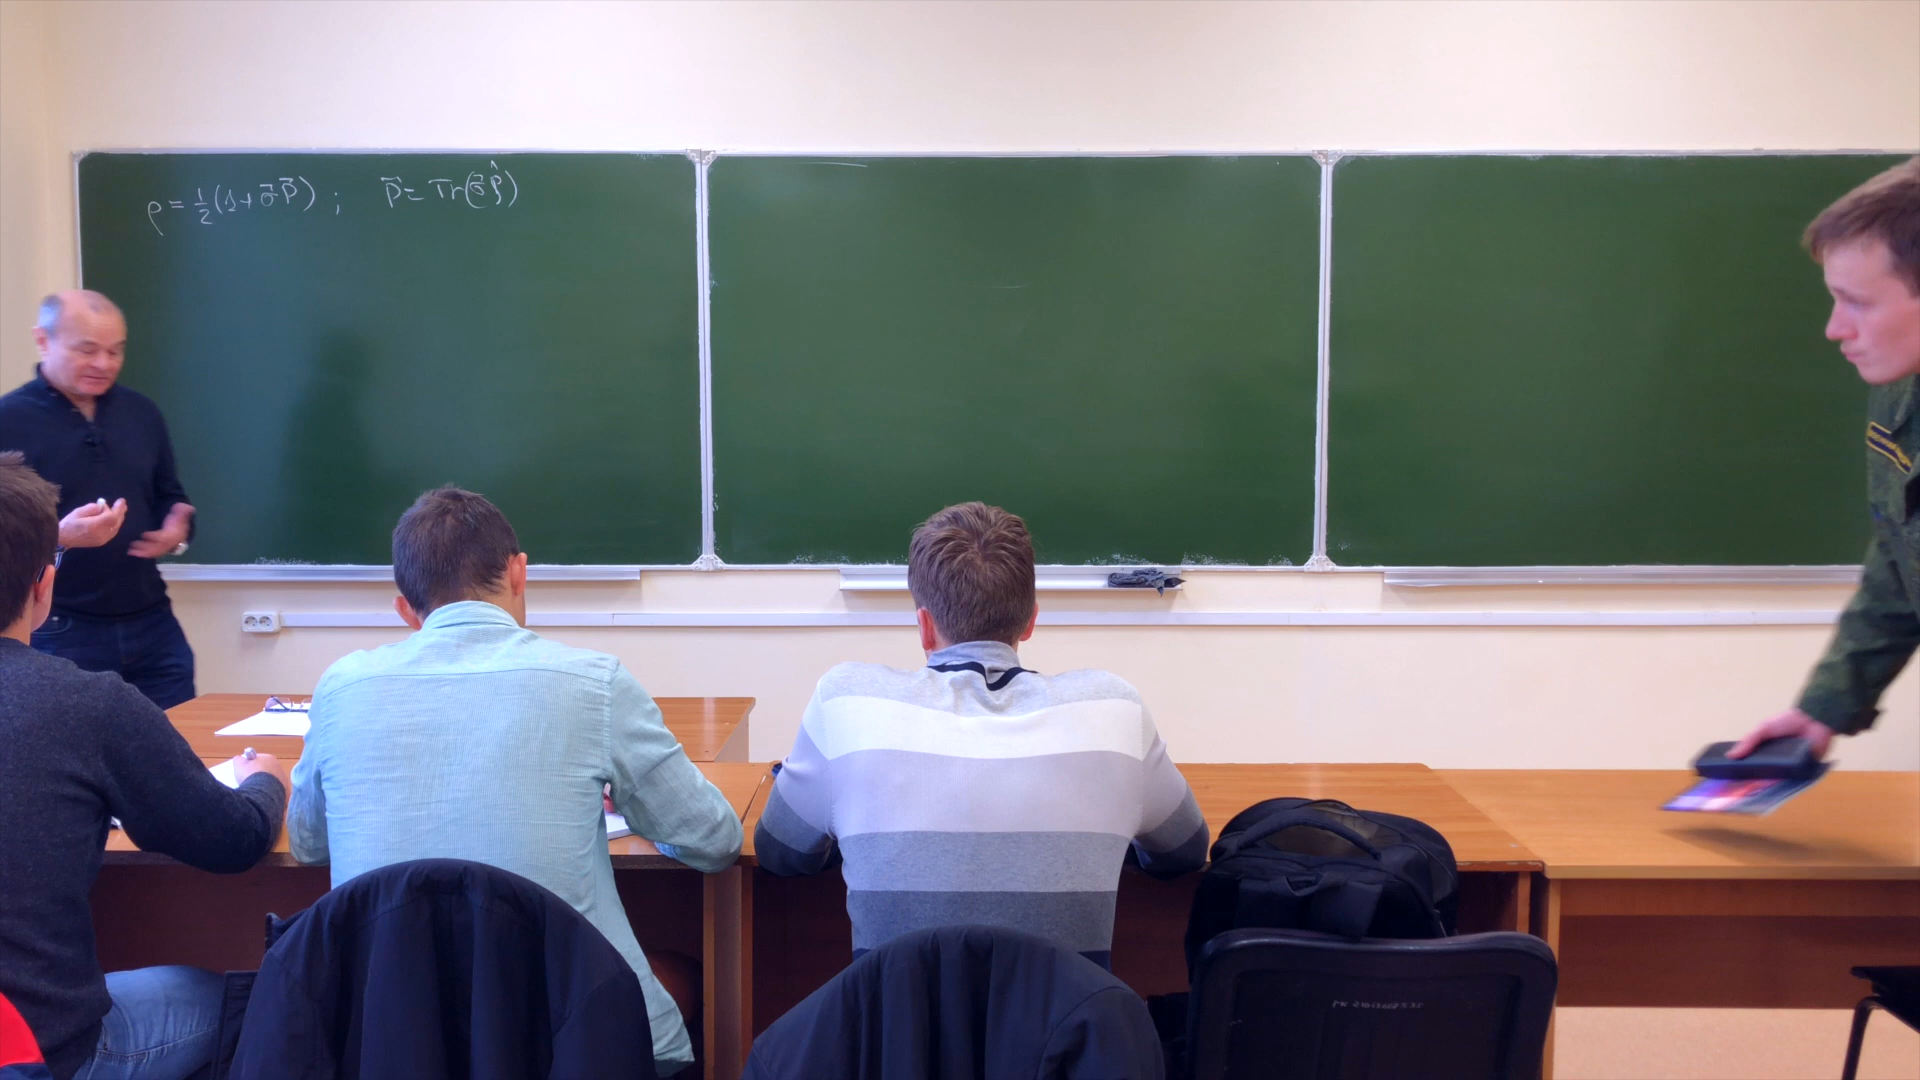 ρ = 1/2 (1 + σ⃗ P⃗) ; P⃗ = Tr(σ⃗ ρ̂)